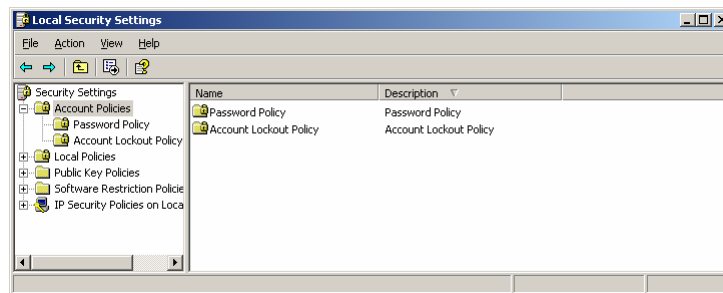 Local Security Settings
File Action View Help
Security Settings
Account Policies
Password Policy
Account Lockout Policy
Local Policies
Public Key Policies
Software Restriction Policie
IP Security Policies on Loca
Name Description
Password Policy Password Policy
Account Lockout Policy Account Lockout Policy